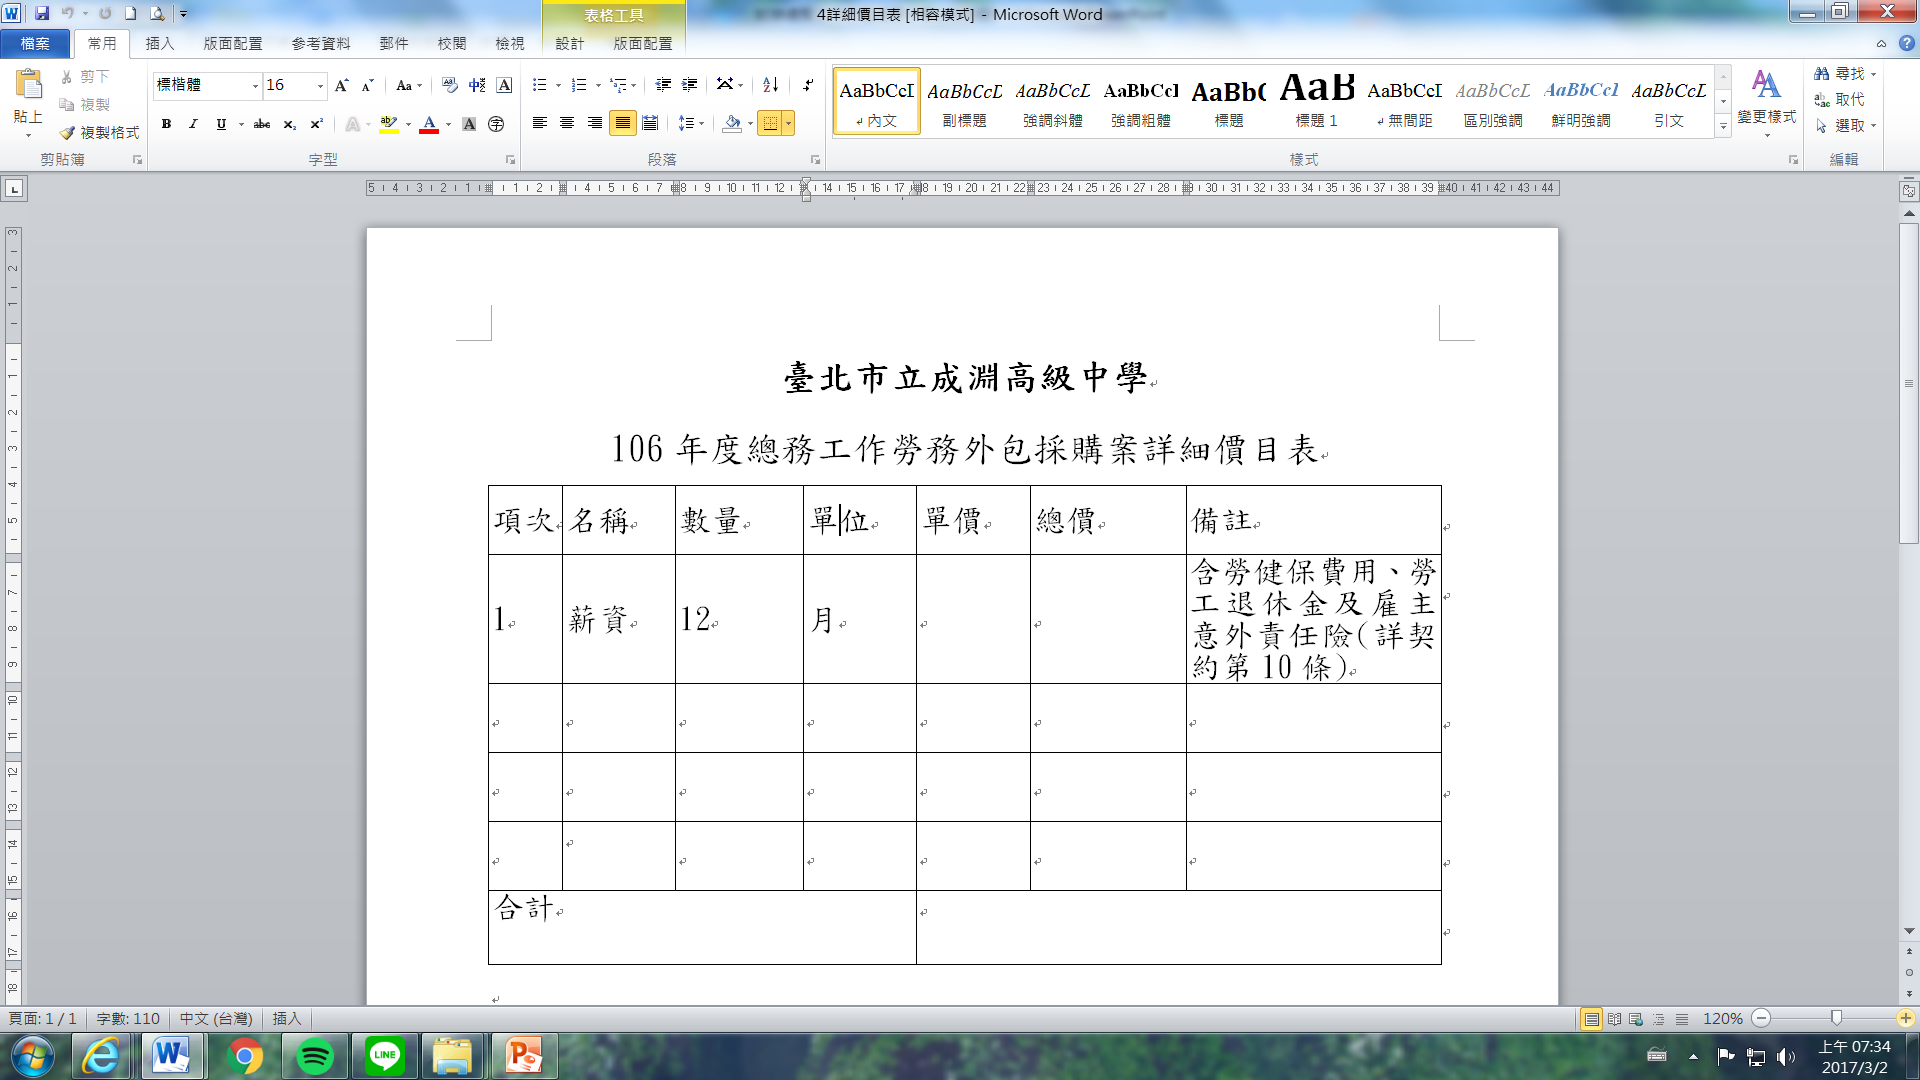 4詳細價目表 [相容模式] - Microsoft Word
表格工具
檔案 常用 插入 版面配置 參考資料 郵件 校閱 檢視 設計 版面配置
貼上
剪下
複製
複製格式
剪貼簿
標楷體 16
字型
段落
AaBbCcI AaBbCcD AaBbCcD AaBbCcI AaBbC AaB AaBbCcI AaBbCcD AaBbCcI AaBbCcD
內文 副標題 強調斜體 強調粗體 標題 標題 1 無間距 區別強調 鮮明強調 引文
樣式
變更樣式
尋找
取代
選取
編輯
臺北市立成淵高級中學
106 年度總務工作勞務外包採購案詳細價目表
項次 名稱 數量 單位 單價 總價 備註
1 薪資 12 月
含勞健保費用、勞
工退休金及雇主
意外責任險(詳契
約第 10 條)
合計
頁面: 1 / 1 字數: 110 中文 (台灣) 插入
120%
上午 07:34
2017/3/2